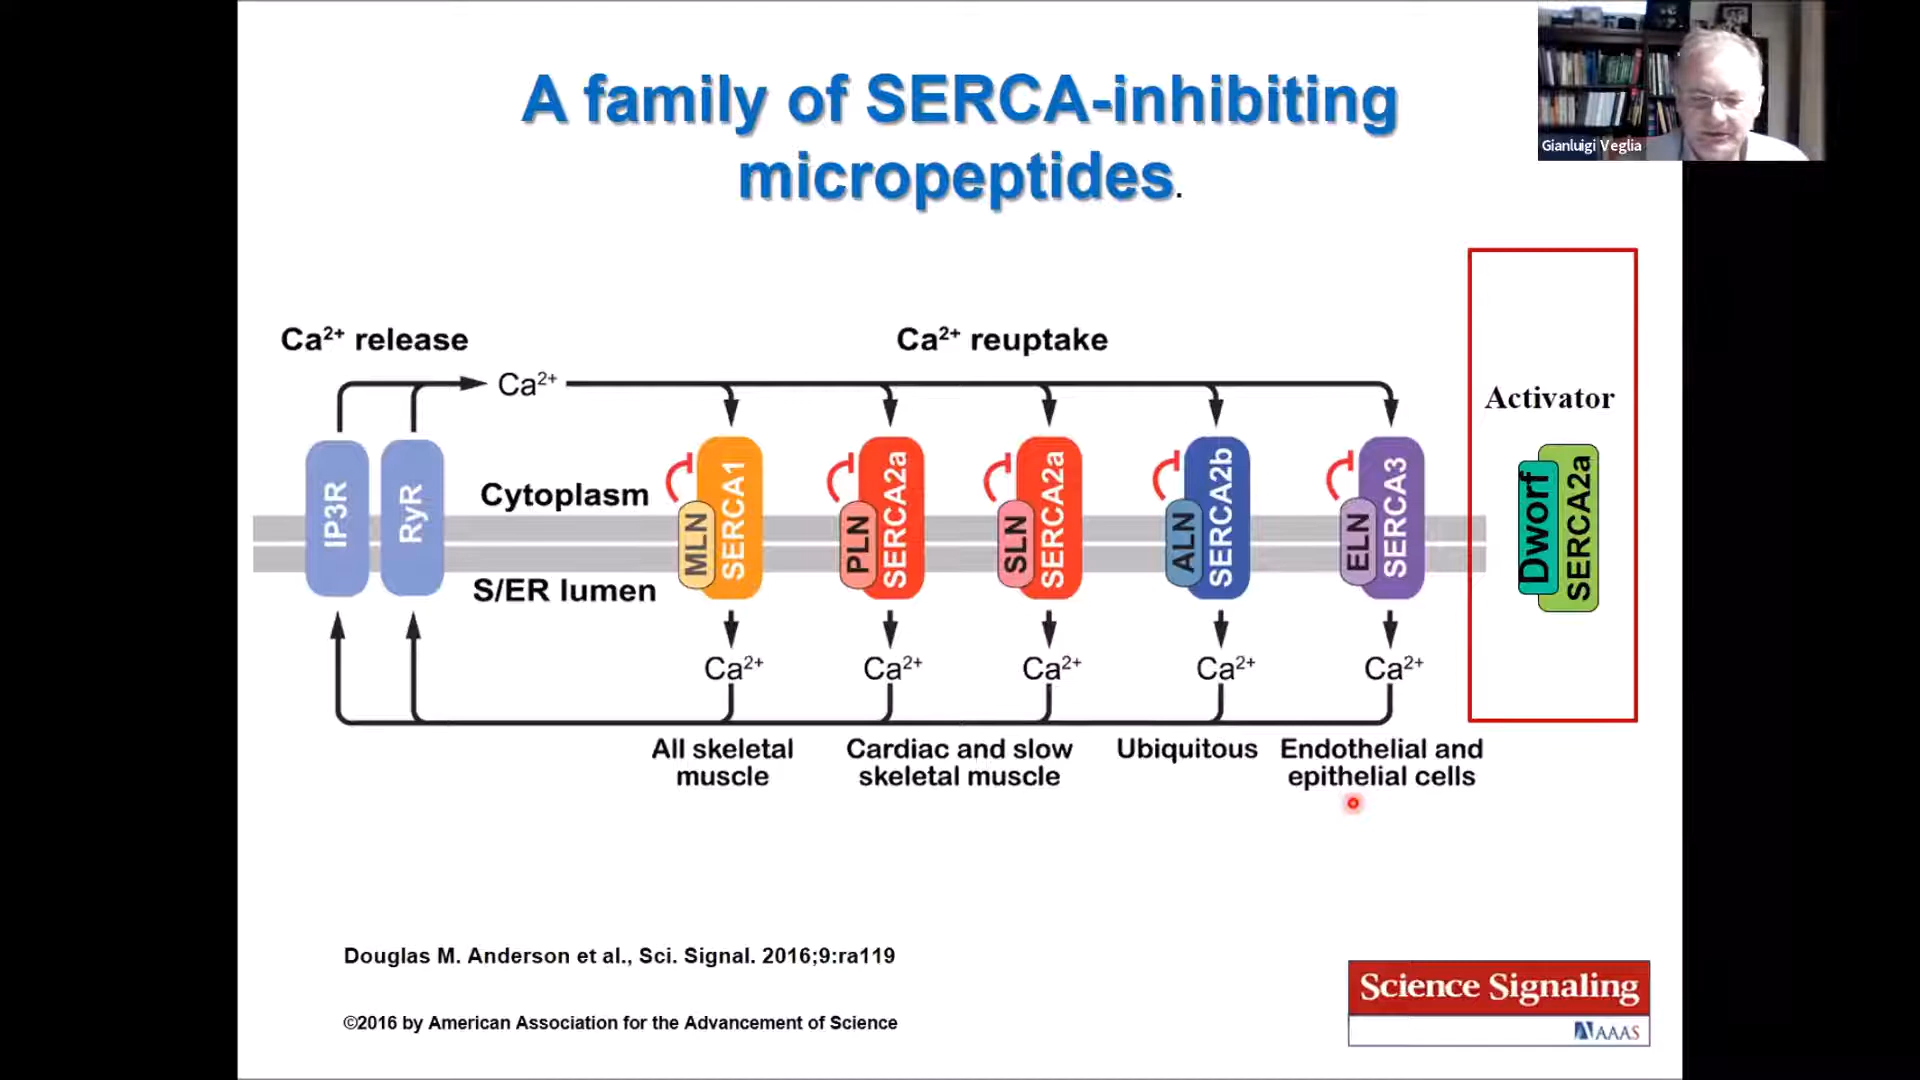 A family of SERCA-inhibiting
micropeptides.
Gianluigi Veglia
Ca²⁺ release
Ca²⁺ reuptake
Ca²⁺
Activator
IP3R
RyR
Cytoplasm
S/ER lumen
MLN
SERCA1
PLN
SERCA2a
SLN
SERCA2a
ALN
SERCA2b
ELN
SERCA3
Dworf
SERCA2a
Ca²⁺
Ca²⁺
Ca²⁺
Ca²⁺
Ca²⁺
All skeletal
muscle
Cardiac and slow
skeletal muscle
Ubiquitous
Endothelial and
epithelial cells
Douglas M. Anderson et al., Sci. Signal. 2016;9:ra119
Science Signaling
AAAS
©2016 by American Association for the Advancement of Science